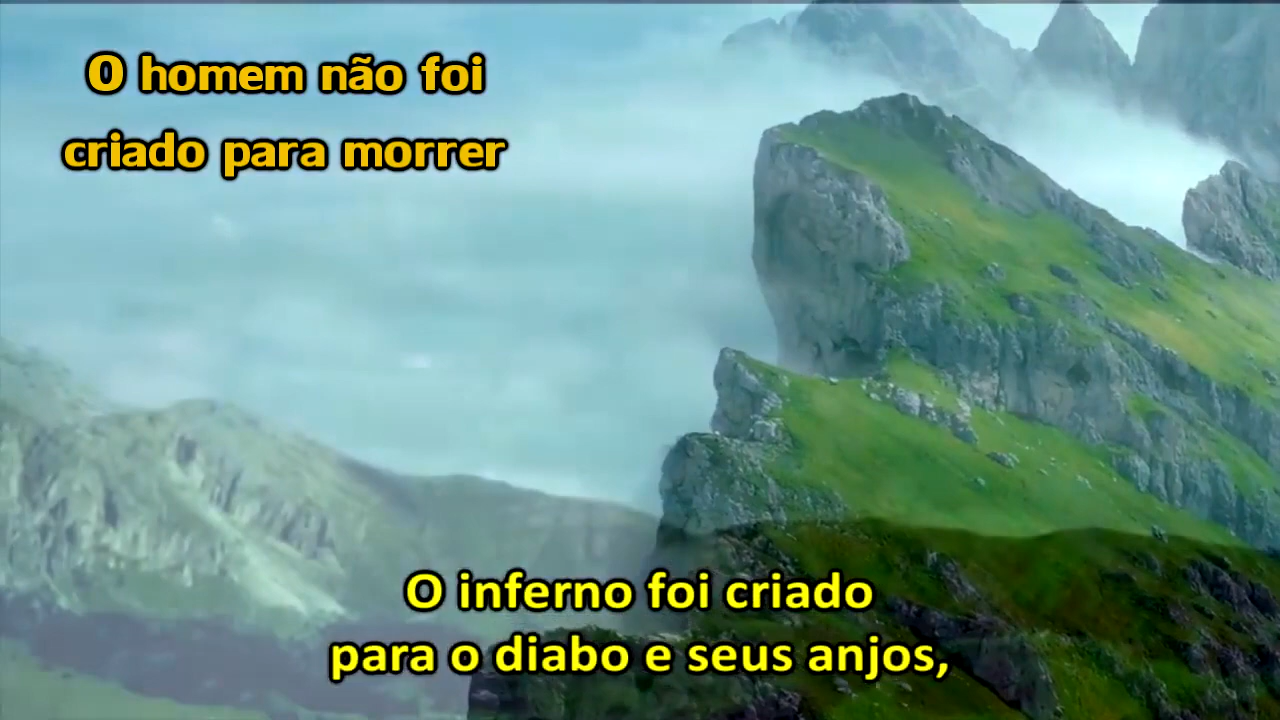 O homem não foi
criado para morrer
O inferno foi criado
para o diabo e seus anjos,